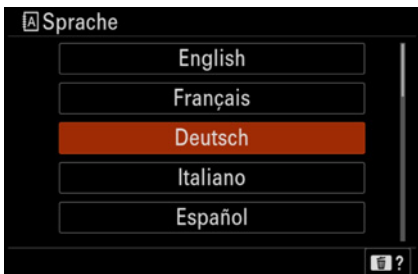 Sprache
English
Français
Deutsch
Italiano
Español
?